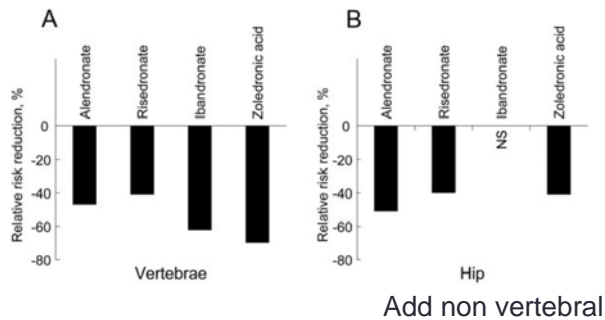 A
B
Alendronate
Risedronate
Ibandronate
Zoledronic acid
Alendronate
Risedronate
Ibandronate
Zoledronic acid
Relative risk reduction, %
0
-20
-40
-60
-80
Relative risk reduction, %
0
-20
-40
-60
-80
NS
Vertebrae
Hip
Add non vertebral